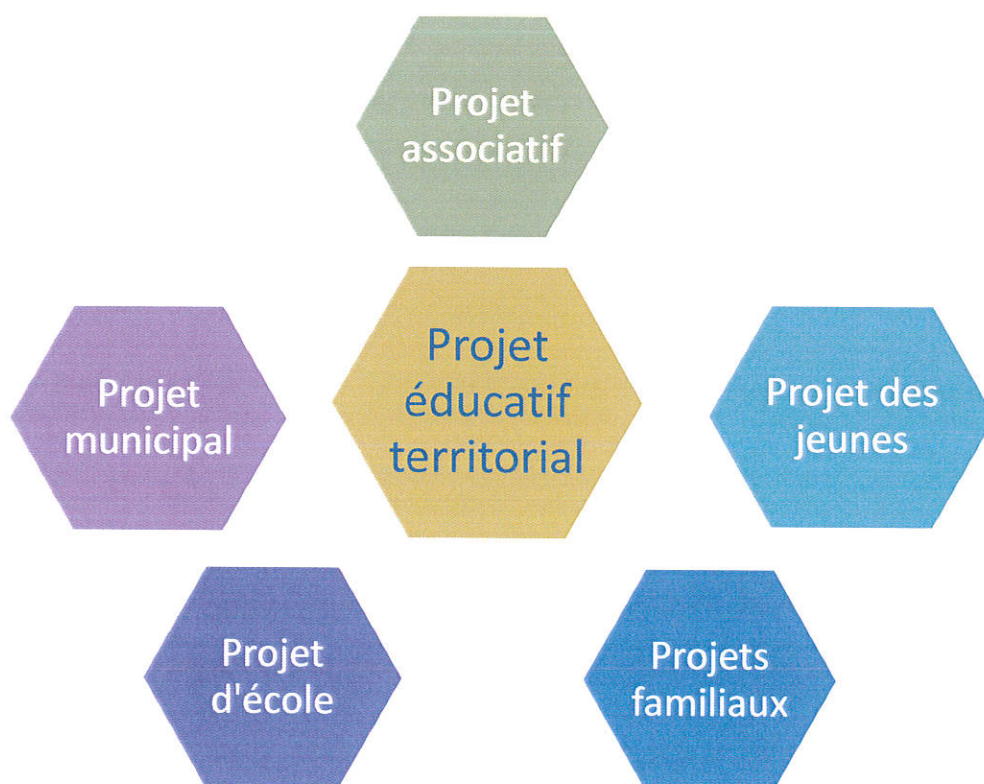 Projet
associatif
Projet
municipal
Projet
éducatif
territorial
Projet des
jeunes
Projet
d'école
Projets
familiaux